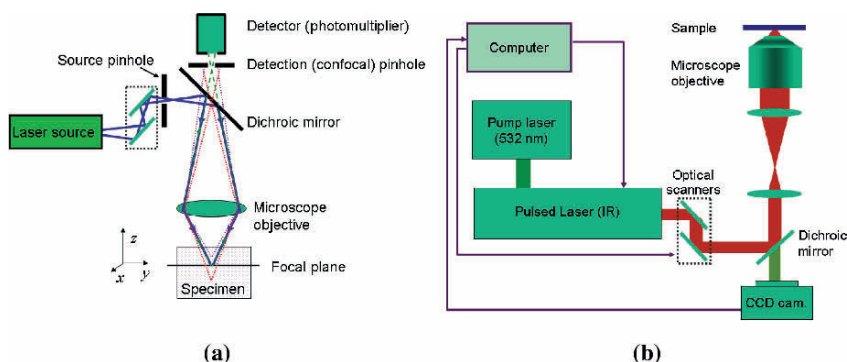 Detector (photomultiplier)
Source pinhole
Detection (confocal) pinhole
Dichroic mirror
Laser source
Microscope
objective
z
x
y
Focal plane
Specimen
(a)
Computer
Sample
Microscope
objective
Pump laser
(532 nm)
Optical
scanners
Pulsed Laser (IR)
Dichroic
mirror
CCD cam.
(b)